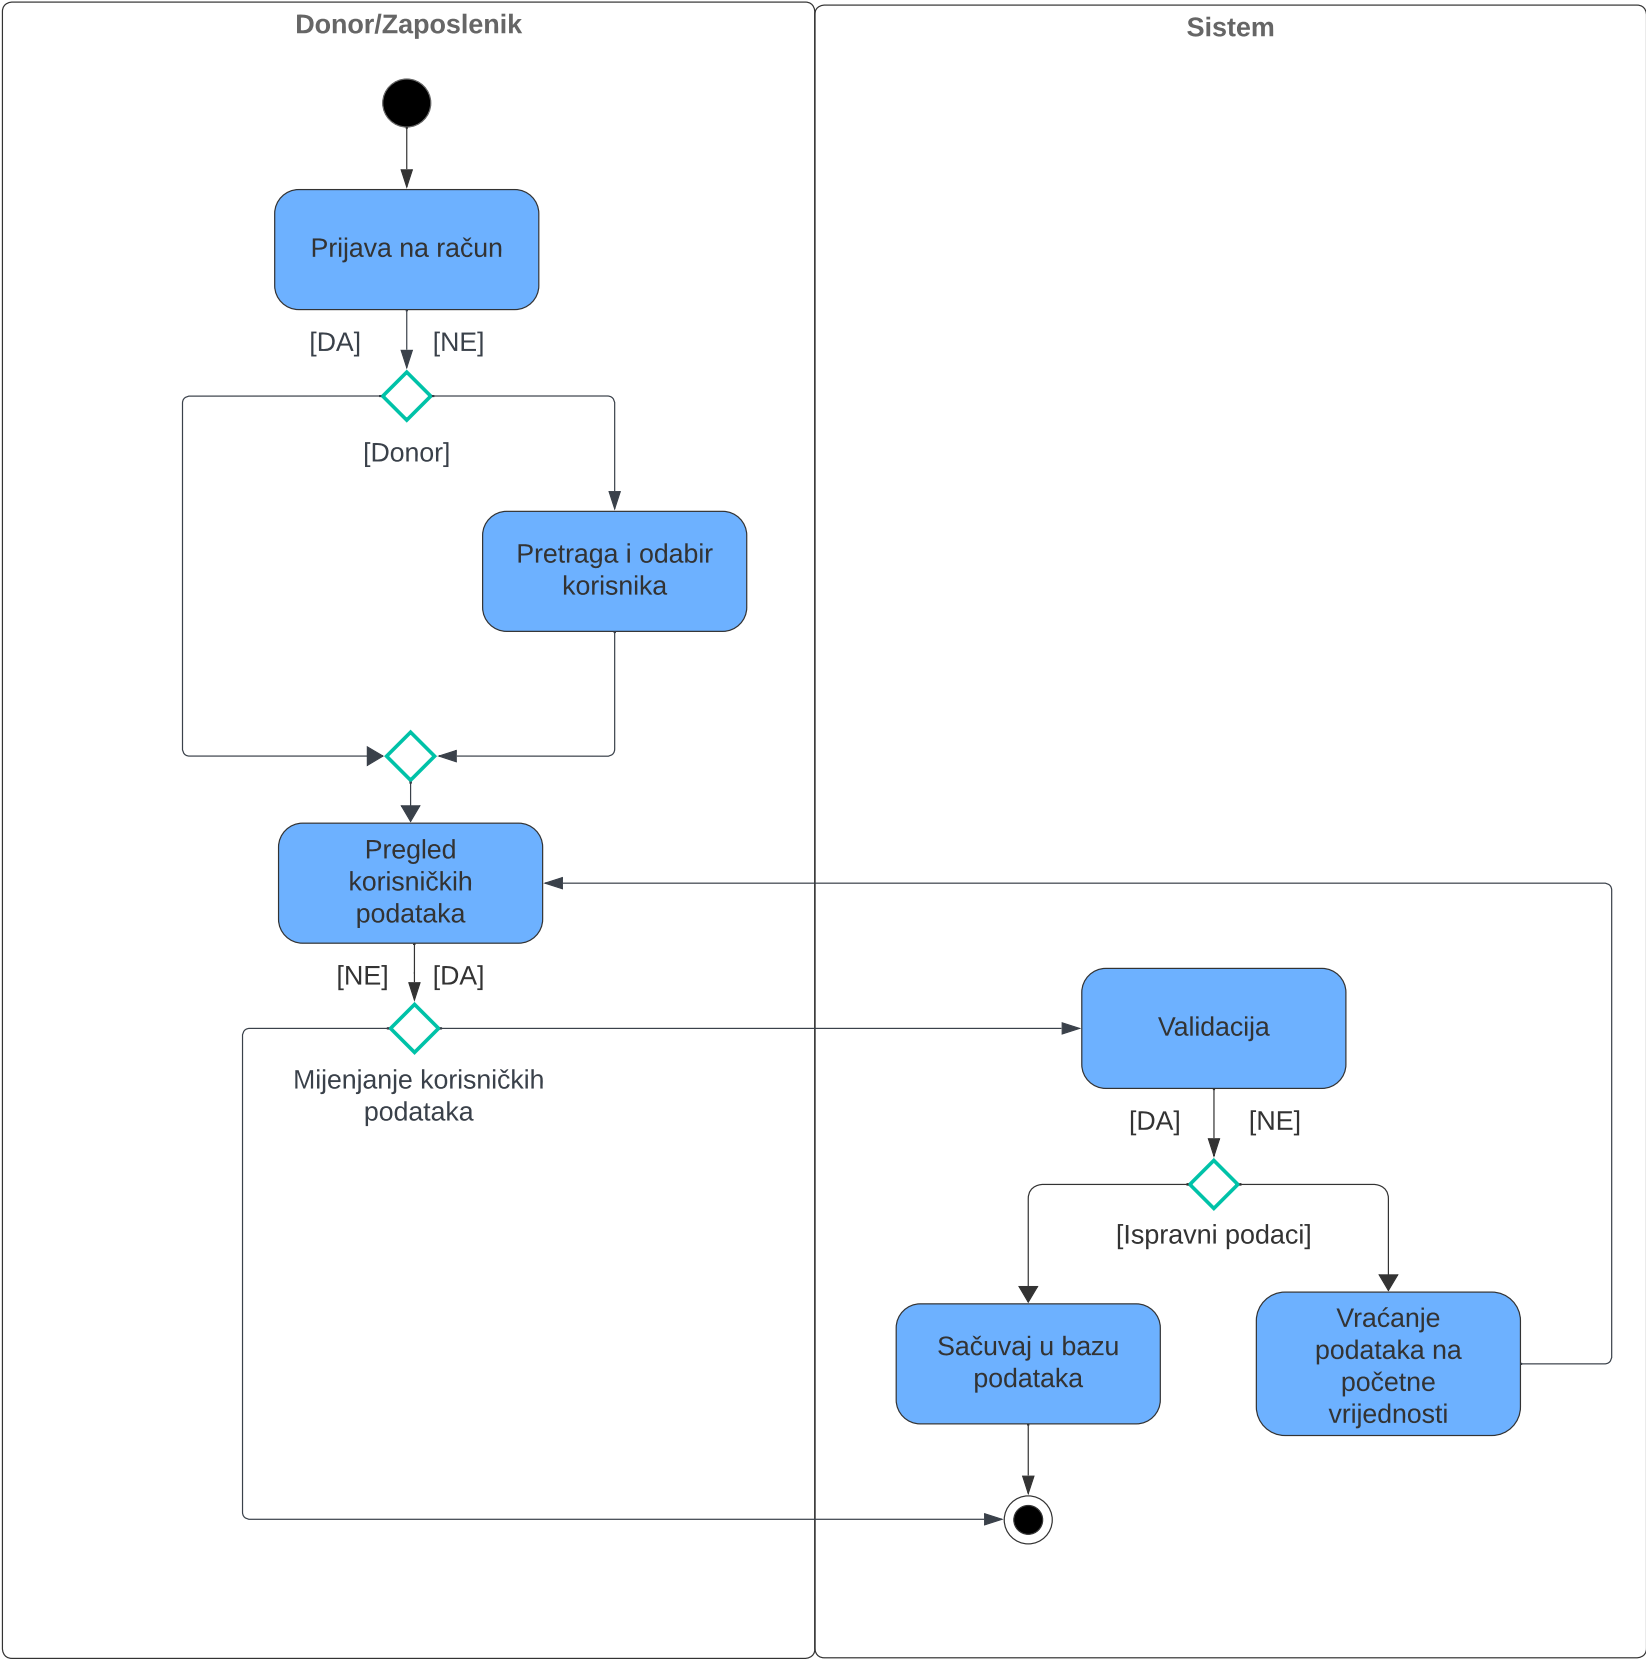 Donor/Zaposlenik
Sistem
Prijava na račun
[DA]
[NE]
[Donor]
Pretraga i odabir
korisnika
Pregled
korisničkih
podataka
[NE]
[DA]
Mijenjanje korisničkih
podataka
Validacija
[DA]
[NE]
[Ispravni podaci]
Sačuvaj u bazu
podataka
Vraćanje
podataka na
početne
vrijednosti